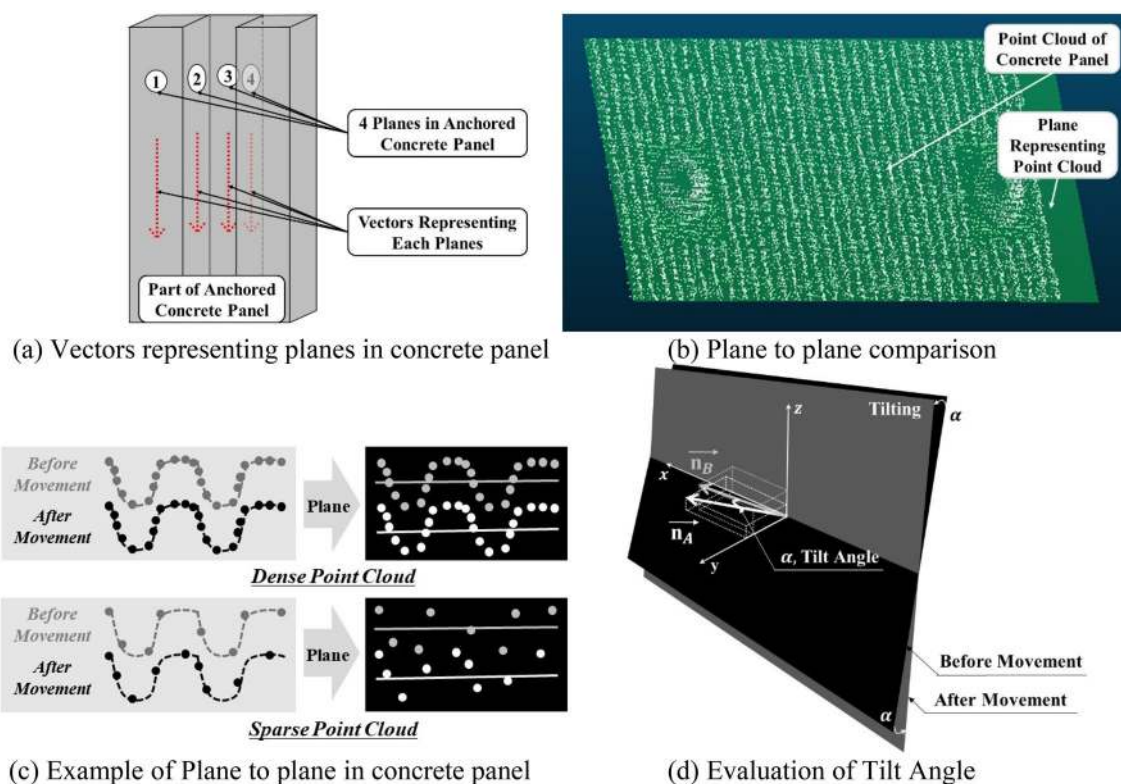 1
2
3
4
4 Planes in Anchored
Concrete Panel
Vectors Representing
Each Planes
Part of Anchored
Concrete Panel
(a) Vectors representing planes in concrete panel
Point Cloud of
Concrete Panel
Plane
Representing
Point Cloud
(b) Plane to plane comparison
Before
Movement
After
Movement
Plane
Dense Point Cloud
Before
Movement
After
Movement
Plane
Sparse Point Cloud
(c) Example of Plane to plane in concrete panel
Tilting
α
z
n_B
x
n_A
y
α, Tilt Angle
Before Movement
After Movement
α
(d) Evaluation of Tilt Angle